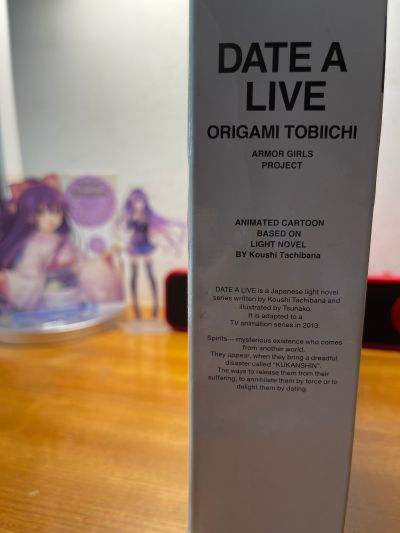 DATE A
LIVE
ORIGAMI TOBIICHI
ARMOR GIRLS
PROJECT
ANIMATED CARTOON
BASED ON
LIGHT NOVEL
BY Koushi Tachibana
DATE A LIVE is a Japanese light novel
series written by Koushi Tachibana and
illustrated by Tsunako.
It is adapted to a
TV animation series in 2013.
Spirits—mysterious existence who comes
from another world.
They appear, when they bring a dreadful
disaster called "KUKANSHIN".
The ways to release them from their
suffering, to annihilate them by force or to
delight them by dating.